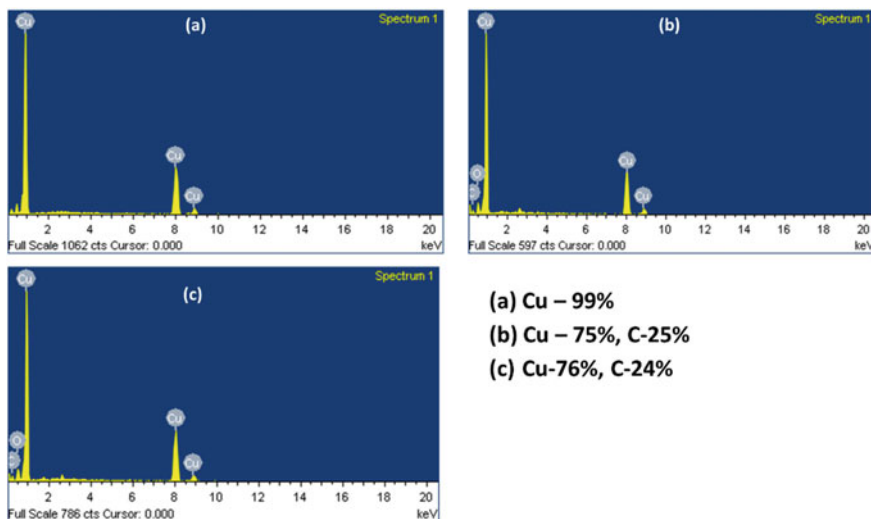 Cu (a) Spectrum 1
Cu
Cu
2 4 6 8 10 12 14 16 18 20
Full Scale 1062 cts Cursor: 0.000 keV
Cu (b) Spectrum 1
O
C
Cu
Cu
2 4 6 8 10 12 14 16 18 20
Full Scale 597 cts Cursor: 0.000 keV
Cu (c) Spectrum 1
Cu
O
C
Cu
2 4 6 8 10 12 14 16 18 20
Full Scale 786 cts Cursor: 0.000 keV
(a) Cu – 99%
(b) Cu – 75%, C-25%
(c) Cu-76%, C-24%